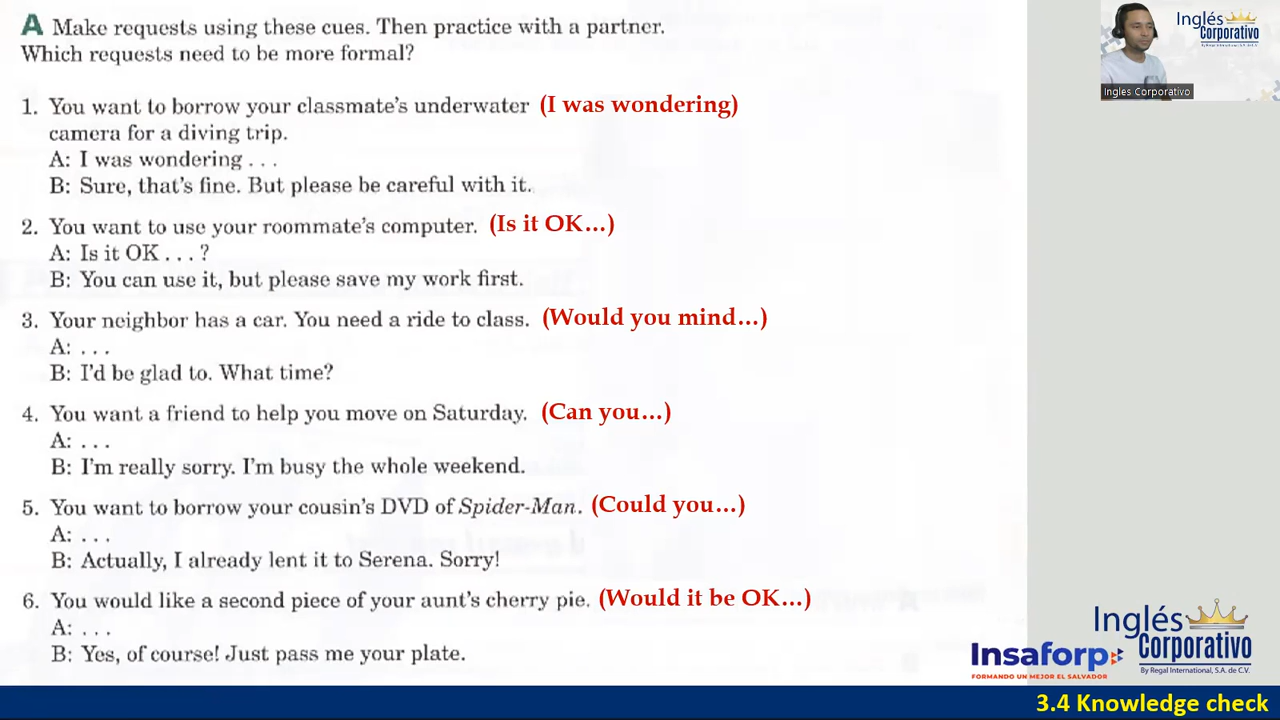 A Make requests using these cues. Then practice with a partner.
Which requests need to be more formal?
1. You want to borrow your classmate's underwater (I was wondering)
camera for a diving trip.
A: I was wondering . . .
B: Sure, that's fine. But please be careful with it.
2. You want to use your roommate's computer. (Is it OK...)
A: Is it OK . . . ?
B: You can use it, but please save my work first.
3. Your neighbor has a car. You need a ride to class. (Would you mind...)
A: . . .
B: I'd be glad to. What time?
4. You want a friend to help you move on Saturday. (Can you...)
A: . . .
B: I'm really sorry. I'm busy the whole weekend.
5. You want to borrow your cousin's DVD of Spider-Man. (Could you...)
A: . . .
B: Actually, I already lent it to Serena. Sorry!
6. You would like a second piece of your aunt's cherry pie. (Would it be OK...)
A: . . .
B: Yes, of course! Just pass me your plate.
Inglés
Corporativo
By Regal International, S.A. de C.V.
Ingles Corporativo
Insaforp
FORMANDO UN MEJOR EL SALVADOR
Inglés
Corporativo
By Regal International, S.A. de C.V.
3.4 Knowledge check